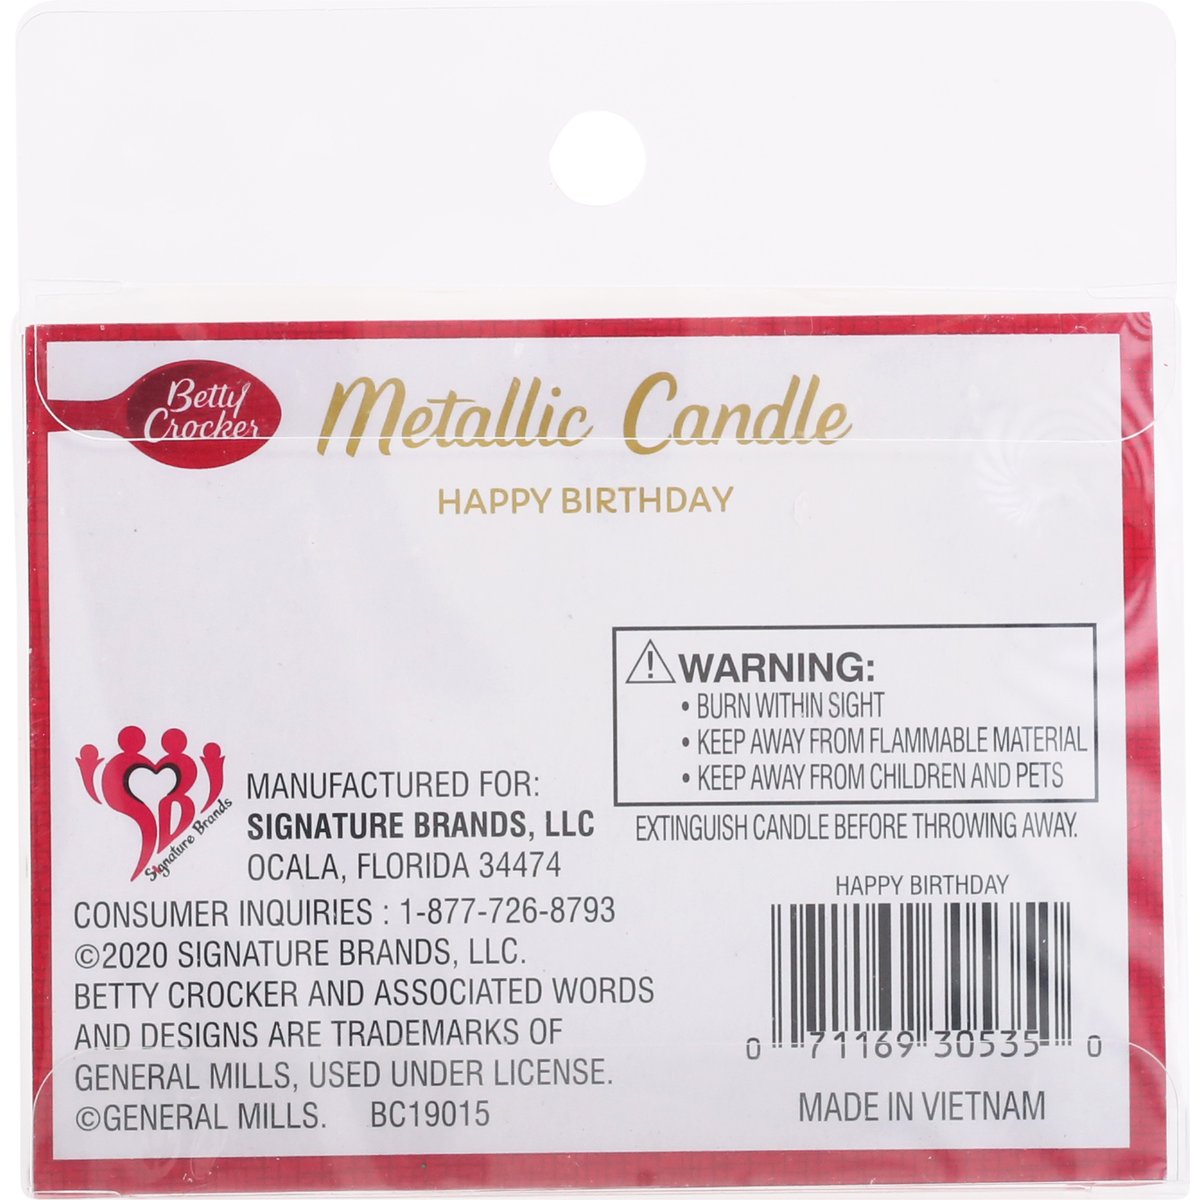 Betty
Crocker
Metallic Candle
HAPPY BIRTHDAY
WARNING:
• BURN WITHIN SIGHT
• KEEP AWAY FROM FLAMMABLE MATERIAL
• KEEP AWAY FROM CHILDREN AND PETS
EXTINGUISH CANDLE BEFORE THROWING AWAY.
SB
Signature Brands
MANUFACTURED FOR:
SIGNATURE BRANDS, LLC
OCALA, FLORIDA 34474
CONSUMER INQUIRIES : 1-877-726-8793
©2020 SIGNATURE BRANDS, LLC.
BETTY CROCKER AND ASSOCIATED WORDS
AND DESIGNS ARE TRADEMARKS OF
GENERAL MILLS, USED UNDER LICENSE.
©GENERAL MILLS. BC19015
HAPPY BIRTHDAY
0 71169 30535 0
MADE IN VIETNAM